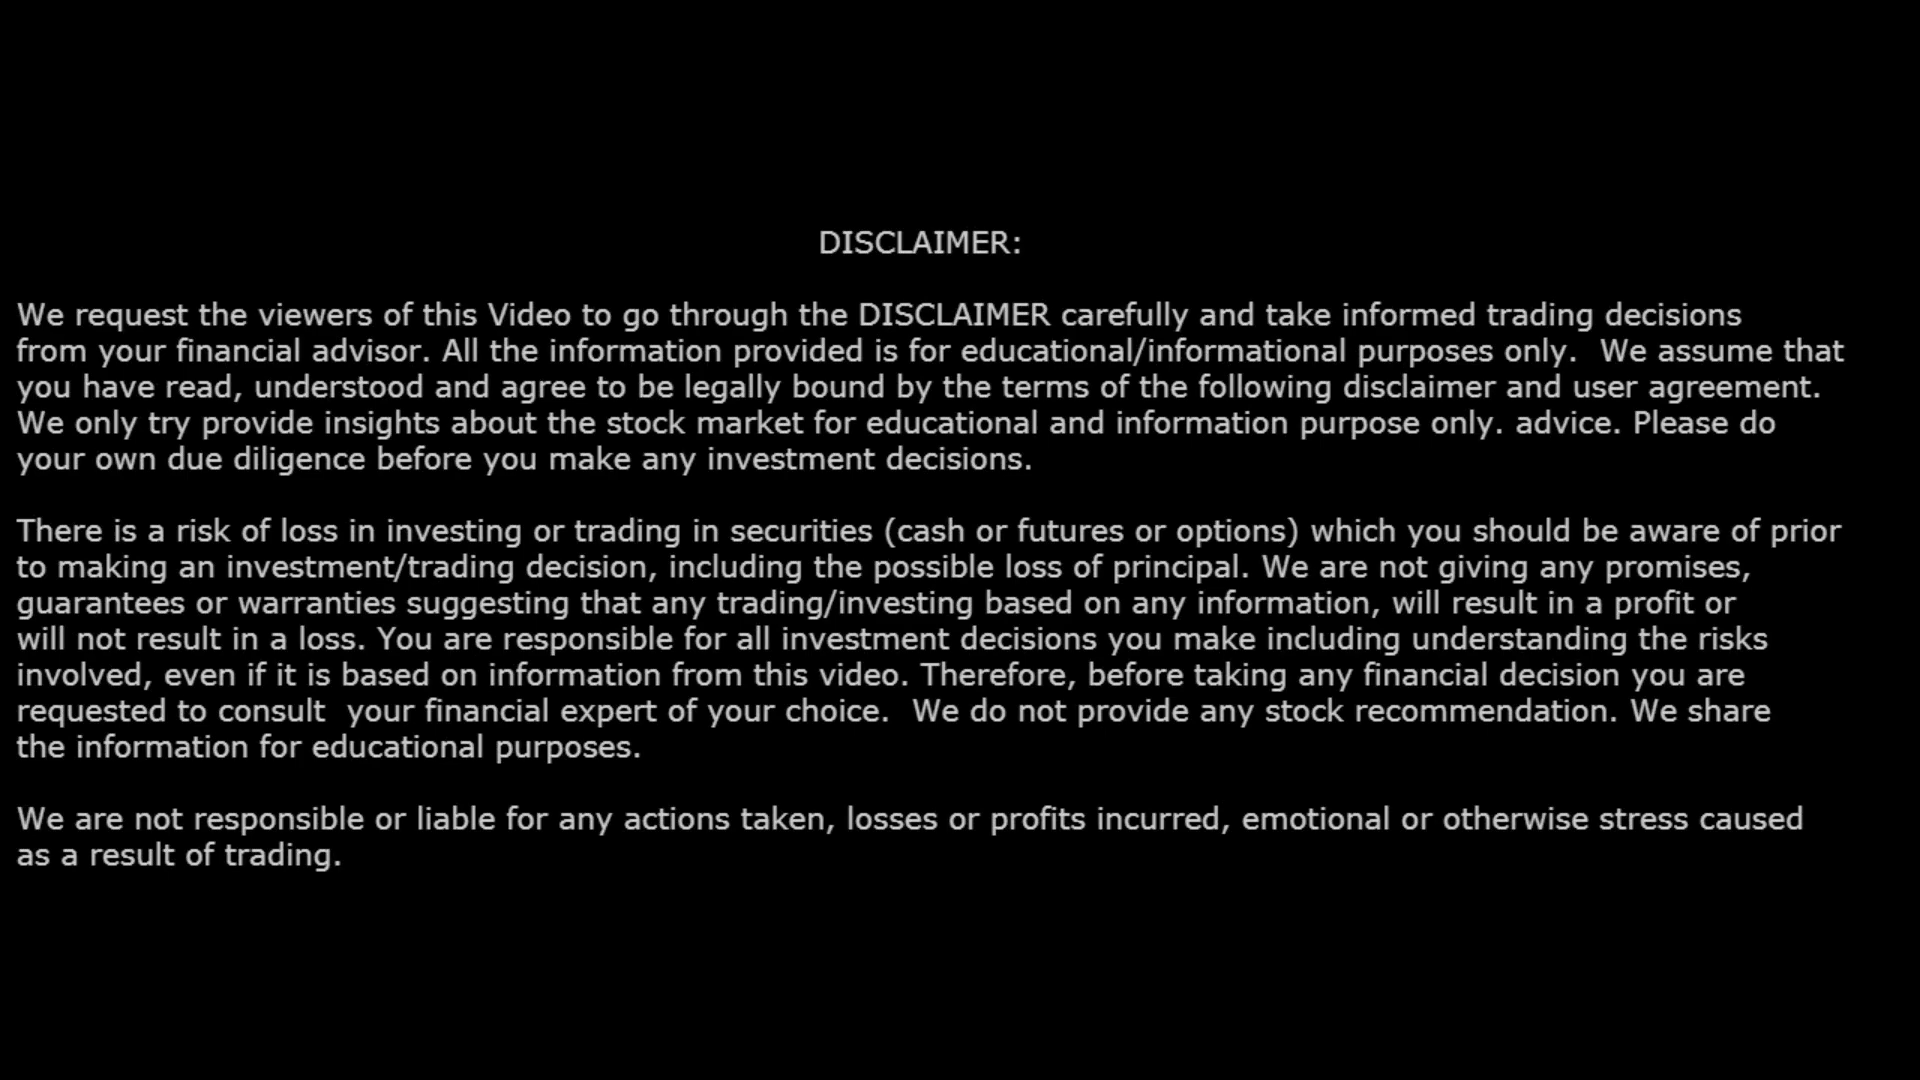 DISCLAIMER:
We request the viewers of this Video to go through the DISCLAIMER carefully and take informed trading decisions
from your financial advisor. All the information provided is for educational/informational purposes only.  We assume that
you have read, understood and agree to be legally bound by the terms of the following disclaimer and user agreement.
We only try provide insights about the stock market for educational and information purpose only. advice. Please do
your own due diligence before you make any investment decisions.
There is a risk of loss in investing or trading in securities (cash or futures or options) which you should be aware of prior
to making an investment/trading decision, including the possible loss of principal. We are not giving any promises,
guarantees or warranties suggesting that any trading/investing based on any information, will result in a profit or
will not result in a loss. You are responsible for all investment decisions you make including understanding the risks
involved, even if it is based on information from this video. Therefore, before taking any financial decision you are
requested to consult  your financial expert of your choice.  We do not provide any stock recommendation. We share
the information for educational purposes.
We are not responsible or liable for any actions taken, losses or profits incurred, emotional or otherwise stress caused
as a result of trading.